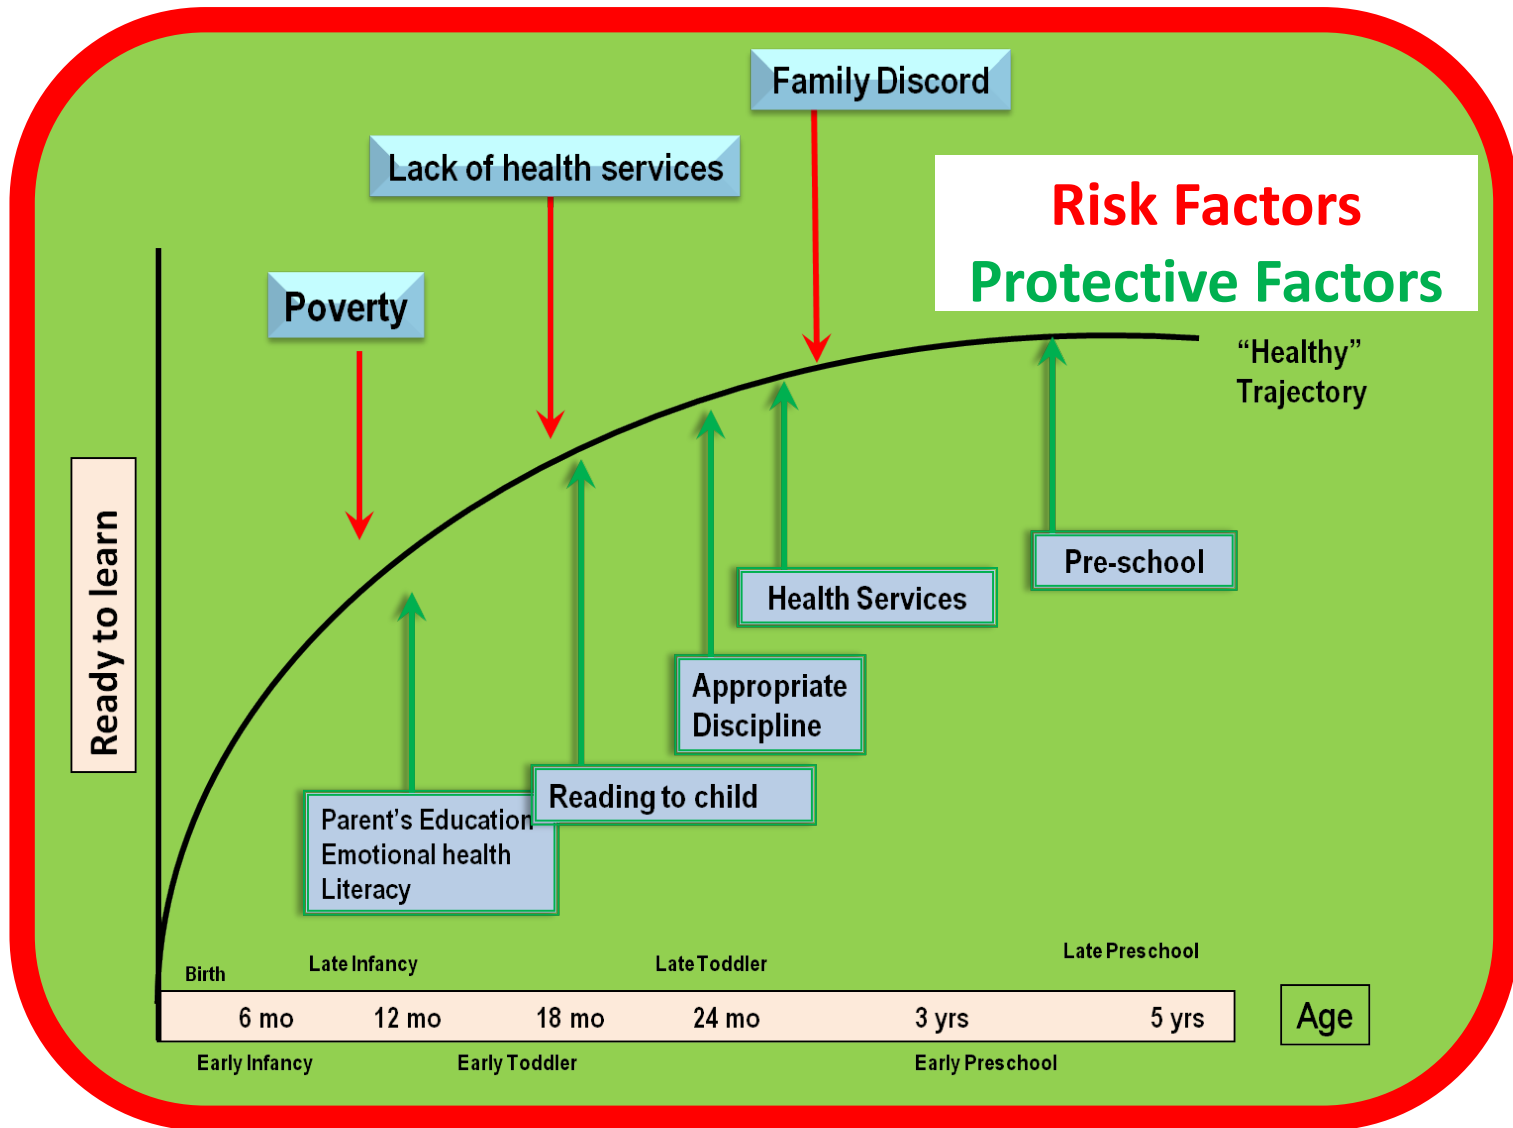 Family Discord
Lack of health services
Risk Factors
Protective Factors
Poverty
“Healthy”
Trajectory
Ready to learn
Pre-school
Health Services
Appropriate
Discipline
Reading to child
Parent’s Education
Emotional health
Literacy
Birth
Late Infancy
Late Toddler
Late Preschool
6 mo
12 mo
18 mo
24 mo
3 yrs
5 yrs
Age
Early Infancy
Early Toddler
Early Preschool